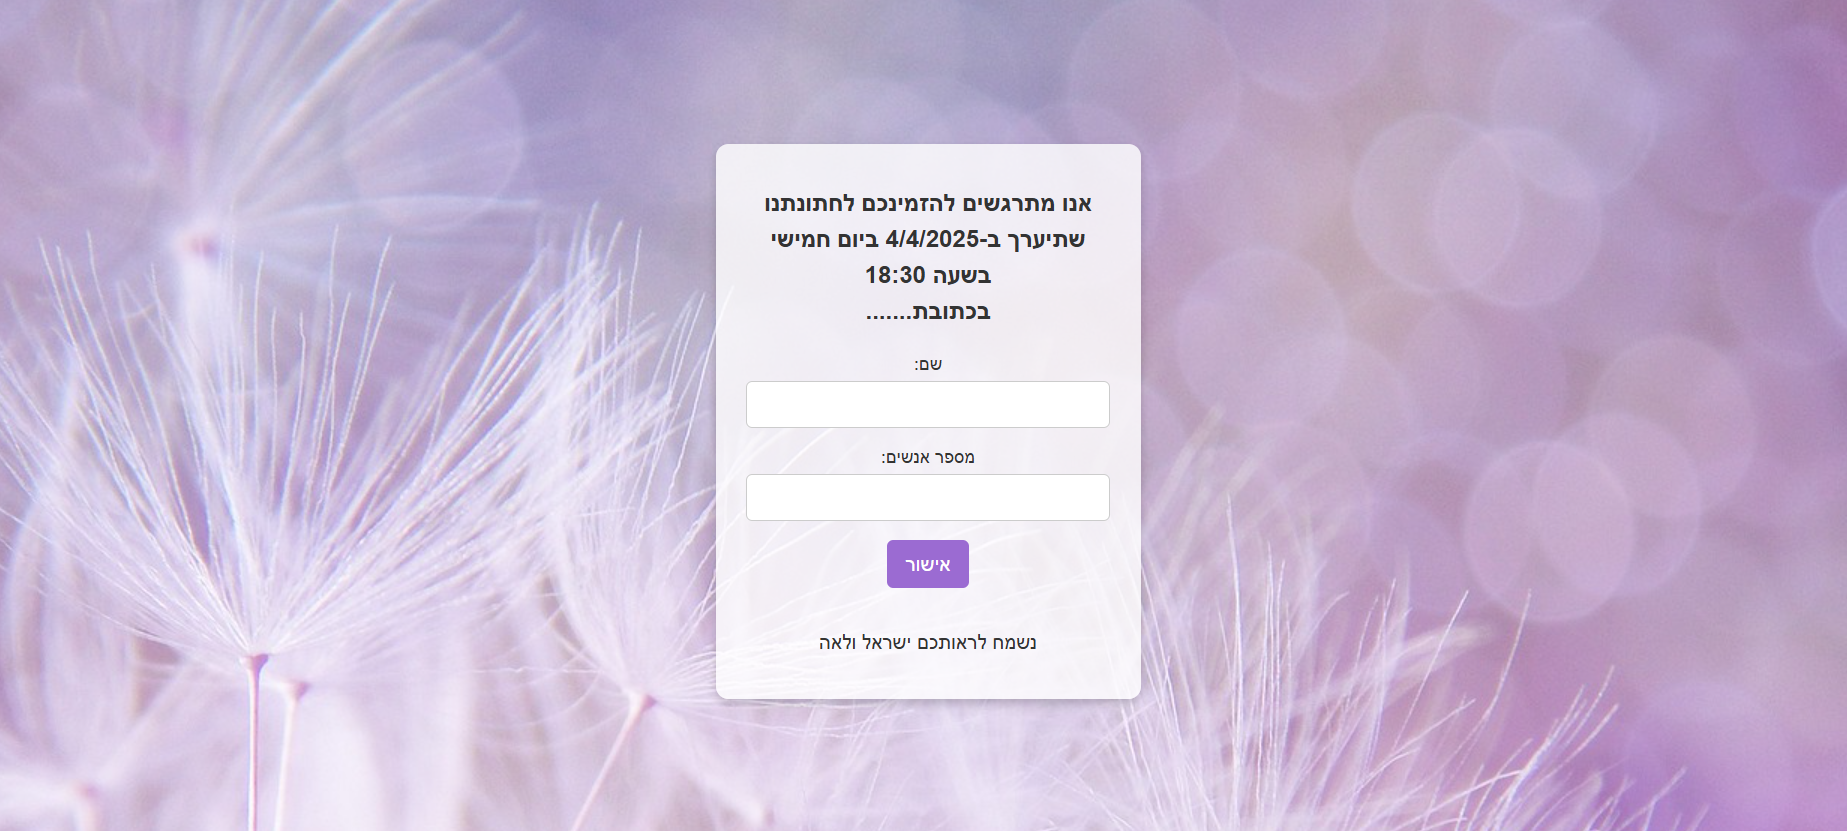 אנו מתרגשים להזמינכם לחתונתנו
שתיערך ב-4/4/2025 ביום חמישי
בשעה 18:30
בכתובת.......
שם:
מספר אנשים:
אישור
נשמח לראותכם ישראל ולאה